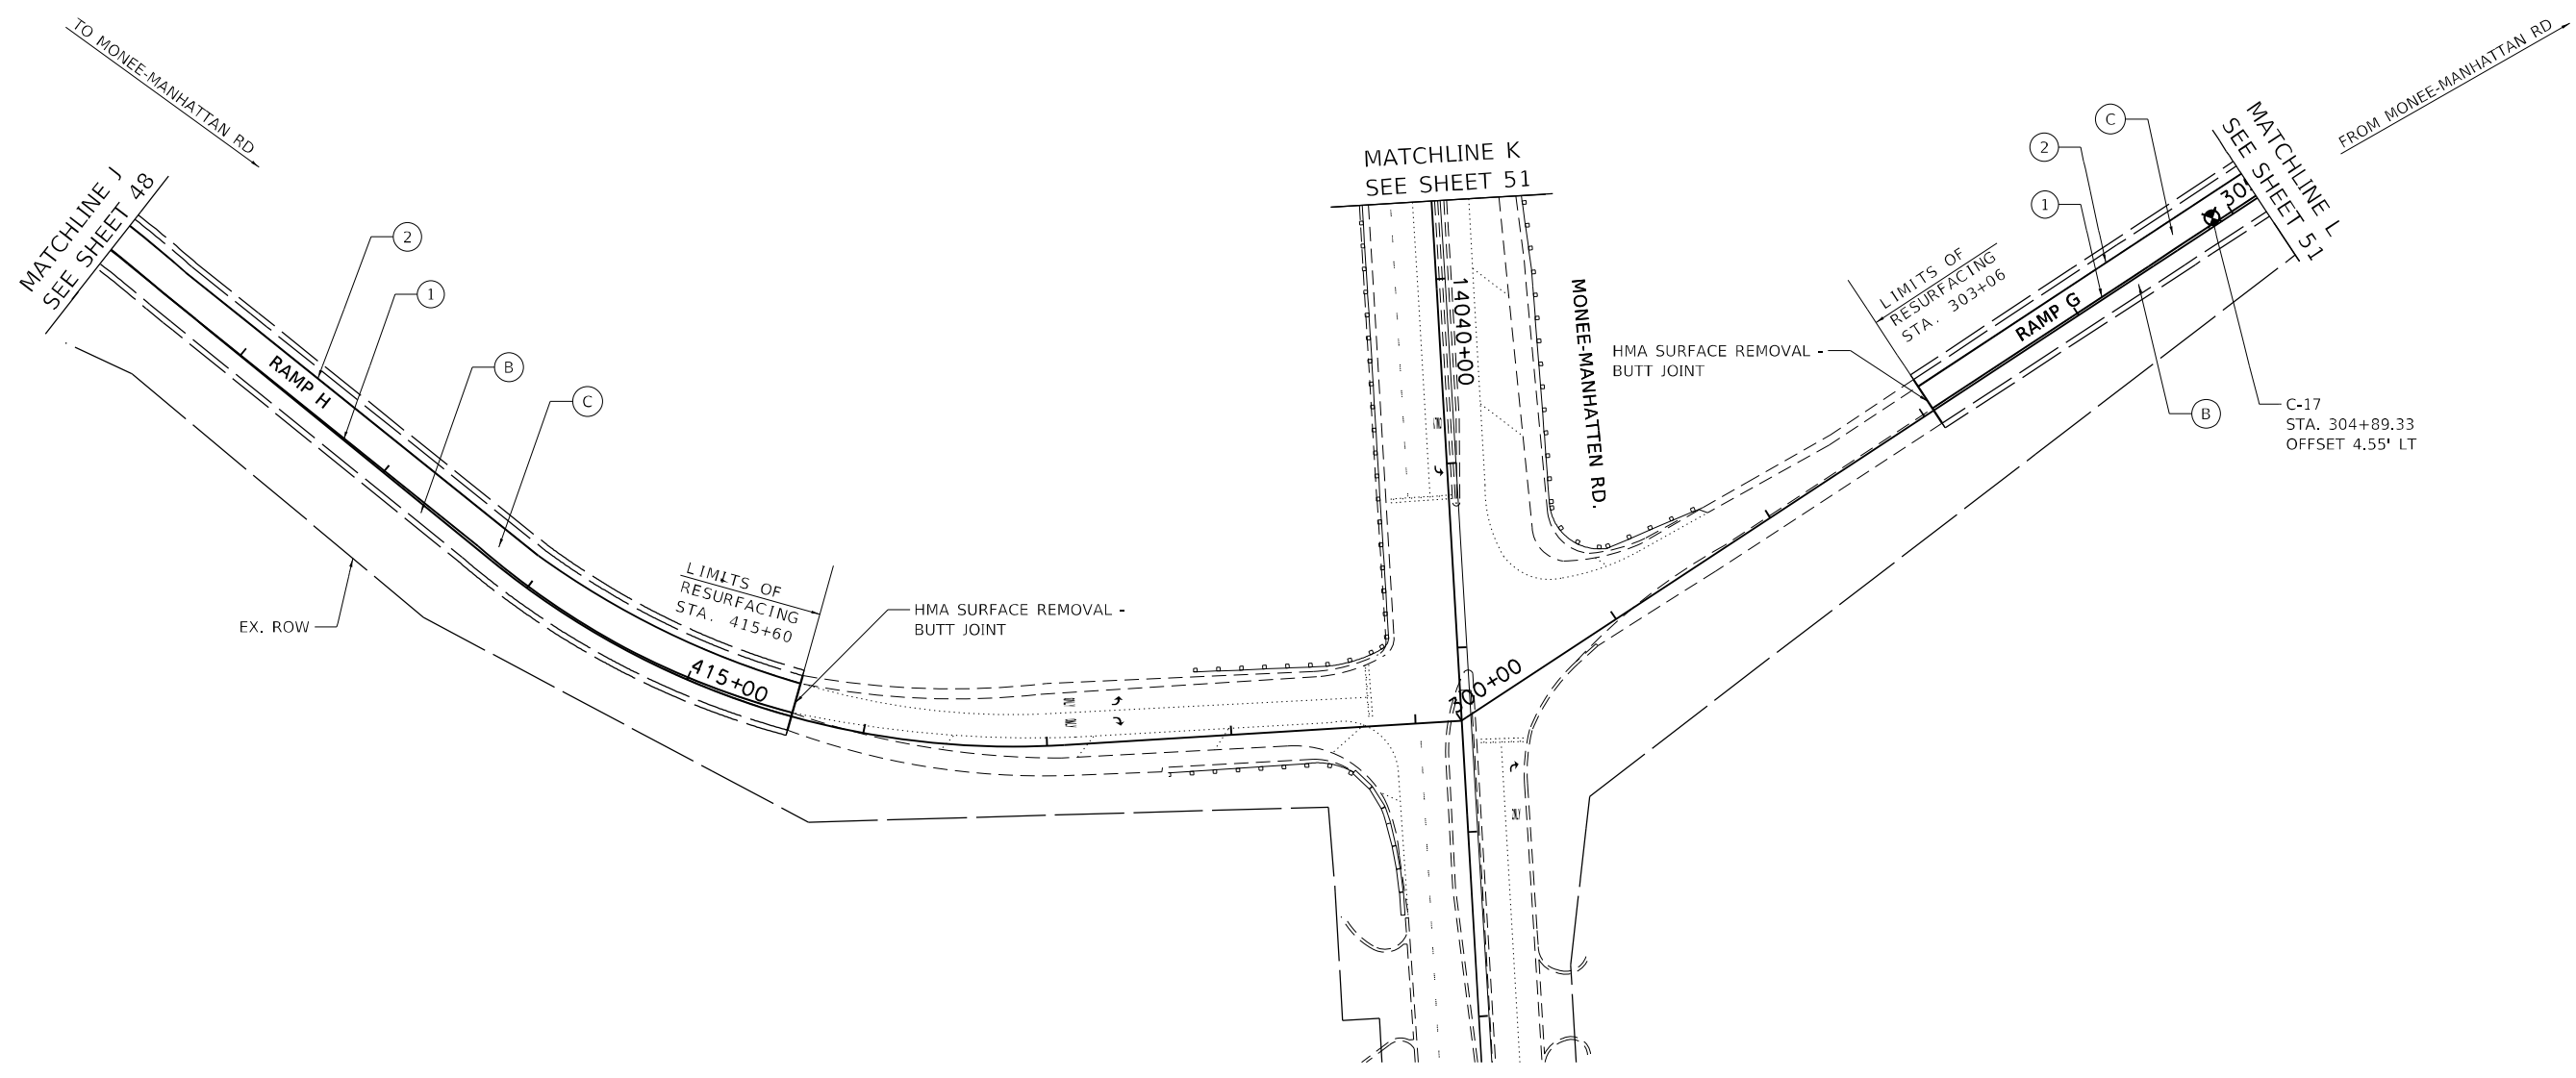 TO MONEE-MANHATTAN RD
FROM MONEE-MANHATTAN RD
MATCHLINE J
SEE SHEET 48
2
1
RAMP H
B
C
EX. ROW
LIMITS OF
RESURFACING
STA. 415+60
415+00
HMA SURFACE REMOVAL -
BUTT JOINT
MATCHLINE K
SEE SHEET 51
14040+00
MONEE-MANHATTEN RD.
300+00
HMA SURFACE REMOVAL -
BUTT JOINT
LIMITS OF
RESURFACING
STA. 303+06
RAMP G
2
1
C
B
MATCHLINE L
SEE SHEET 51
C-17
STA. 304+89.33
OFFSET 4.55' LT